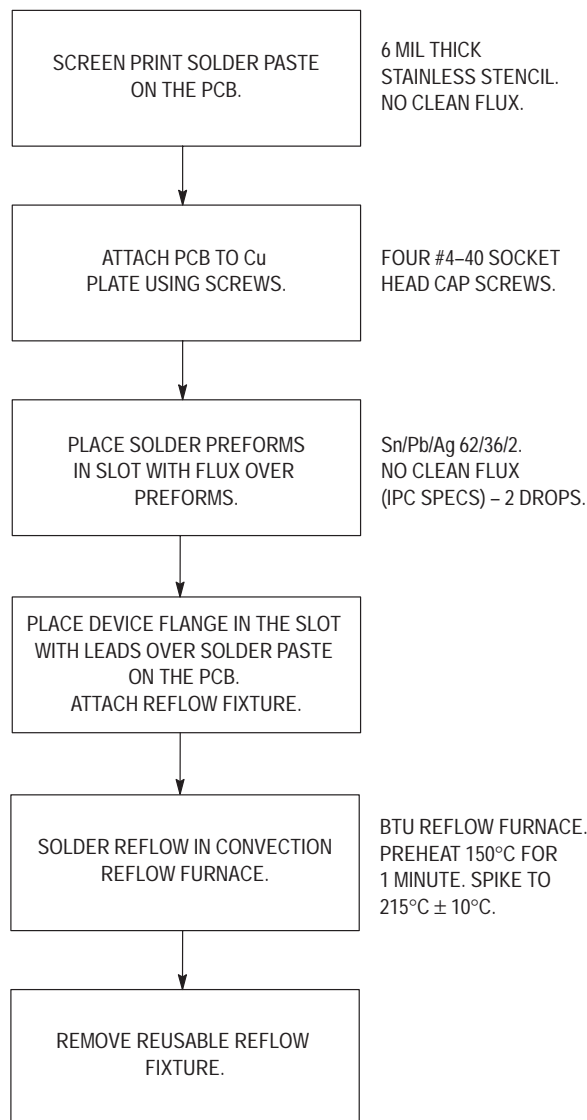 SCREEN PRINT SOLDER PASTE
ON THE PCB.
6 MIL THICK
STAINLESS STENCIL.
NO CLEAN FLUX.
ATTACH PCB TO Cu
PLATE USING SCREWS.
FOUR #4–40 SOCKET
HEAD CAP SCREWS.
PLACE SOLDER PREFORMS
IN SLOT WITH FLUX OVER
PREFORMS.
Sn/Pb/Ag 62/36/2.
NO CLEAN FLUX
(IPC SPECS) – 2 DROPS.
PLACE DEVICE FLANGE IN THE SLOT
WITH LEADS OVER SOLDER PASTE
ON THE PCB.
ATTACH REFLOW FIXTURE.
SOLDER REFLOW IN CONVECTION
REFLOW FURNACE.
BTU REFLOW FURNACE.
PREHEAT 150°C FOR
1 MINUTE. SPIKE TO
215°C ± 10°C.
REMOVE REUSABLE REFLOW
FIXTURE.